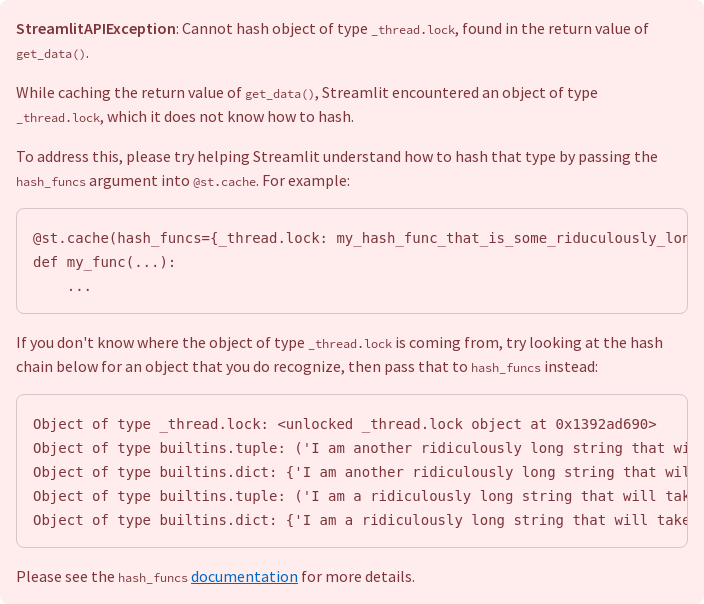 StreamlitAPIException: Cannot hash object of type _thread.lock, found in the return value of
get_data().
While caching the return value of get_data(), Streamlit encountered an object of type
_thread.lock, which it does not know how to hash.
To address this, please try helping Streamlit understand how to hash that type by passing the
hash_funcs argument into @st.cache. For example:
@st.cache(hash_funcs={_thread.lock: my_hash_func_that_is_some_riduculously_lon
def my_func(...):
    ...
If you don't know where the object of type _thread.lock is coming from, try looking at the hash
chain below for an object that you do recognize, then pass that to hash_funcs instead:
Object of type _thread.lock: <unlocked _thread.lock object at 0x1392ad690>
Object of type builtins.tuple: ('I am another ridiculously long string that wi
Object of type builtins.dict: {'I am another ridiculously long string that wil
Object of type builtins.tuple: ('I am a ridiculously long string that will tak
Object of type builtins.dict: {'I am a ridiculously long string that will take
Please see the hash_funcs documentation for more details.